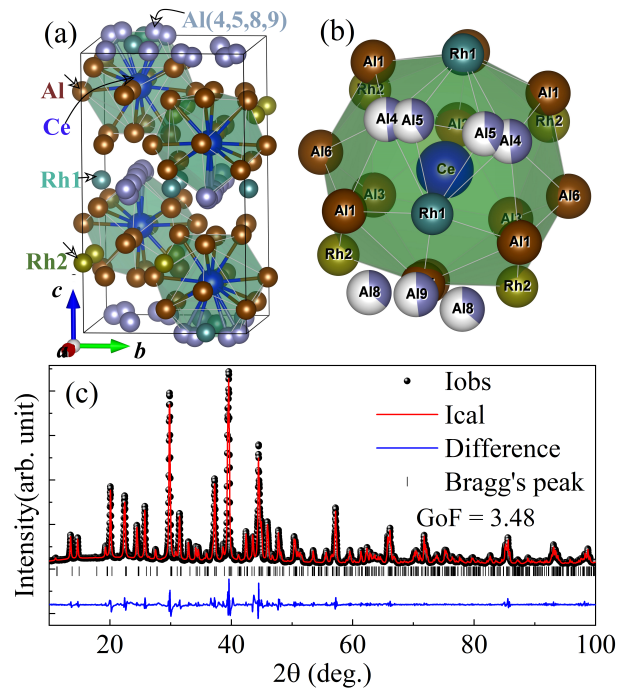 (a)
Al(4,5,8,9)
Al
Ce
Rh1
Rh2
c
a
b
(b)
Al1
Rh1
Al1
Rh2
Rh2
Al4
Al5
Al5
Al4
Al6
Ce
Al3
Al6
Al1
Rh1
Al1
Rh2
Rh2
Al8
Al9
Al8
(c)
Iobs
Ical
Difference
Bragg's peak
GoF = 3.48
Intensity(arb. unit)
20
40
60
80
100
2θ (deg.)